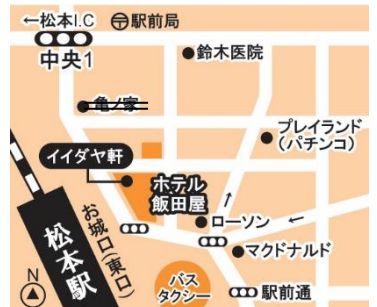 ←松本I.C 〒駅前局
中央1
鈴木医院
亀ノ家
プレイランド
(パチンコ)
イイダヤ軒
ホテル
飯田屋
お城口(東口)
ローソン
松本駅
マクドナルド
N
バス
タクシー
駅前通